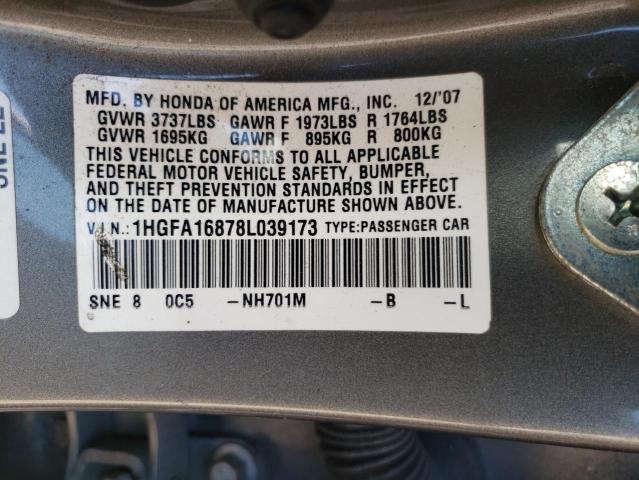 MFD. BY HONDA OF AMERICA MFG., INC. 12/'07
GVWR 3737LBS GAWR F 1973LBS R 1764LBS
GVWR 1695KG GAWR F 895KG R 800KG
THIS VEHICLE CONFORMS TO ALL APPLICABLE
FEDERAL MOTOR VEHICLE SAFETY, BUMPER,
AND THEFT PREVENTION STANDARDS IN EFFECT
ON THE DATE OF MANUFACTURE SHOWN ABOVE.
V.I.N.: 1HGFA16878L039173 TYPE:PASSENGER CAR
SNE 8 0C5 -NH701M -B -L